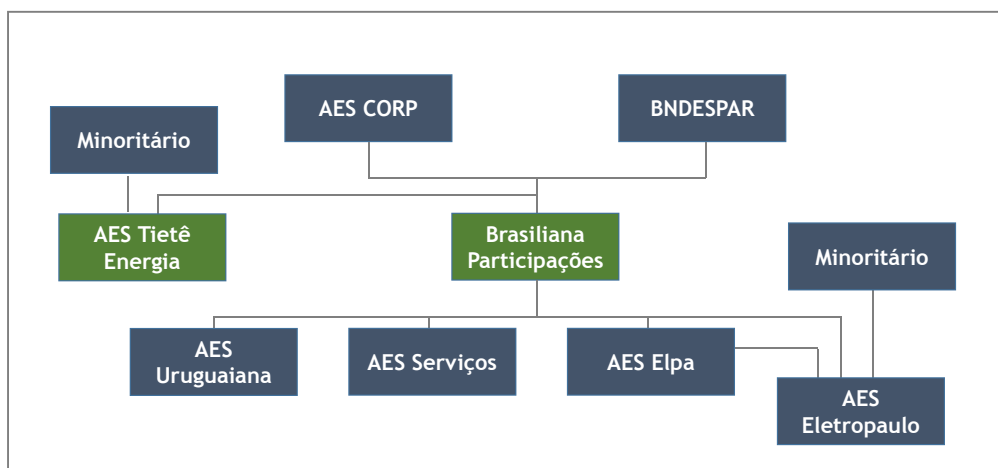 AES CORP
BNDESPAR
Minoritário
AES Tietê
Energia
Brasiliana
Participações
Minoritário
AES
Uruguaiana
AES Serviços
AES Elpa
AES
Eletropaulo